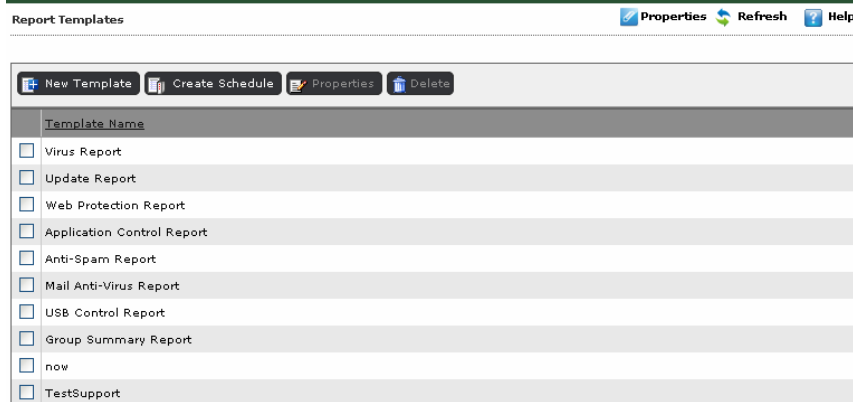 Report Templates Properties Refresh Help
New Template Create Schedule Properties Delete
Template Name
Virus Report
Update Report
Web Protection Report
Application Control Report
Anti-Spam Report
Mail Anti-Virus Report
USB Control Report
Group Summary Report
now
TestSupport